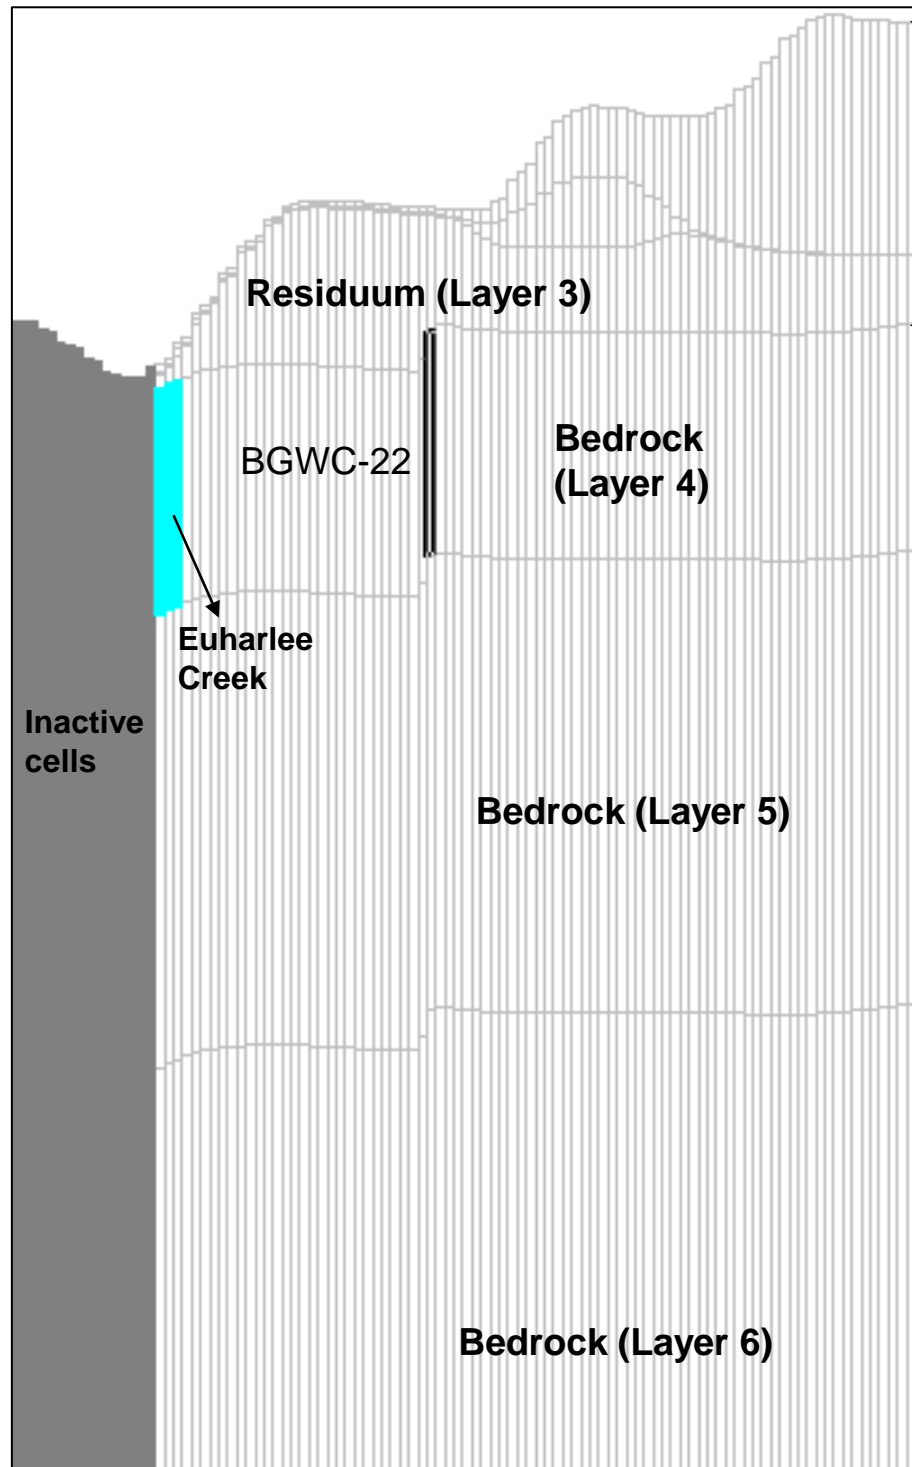 Residuum (Layer 3)
BGWC-22
Bedrock
(Layer 4)
Euharlee
Creek
Inactive
cells
Bedrock (Layer 5)
Bedrock (Layer 6)